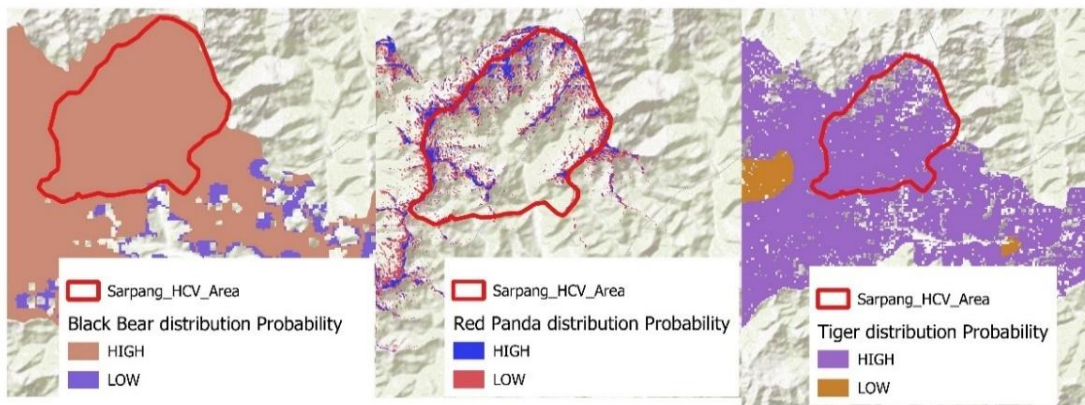 Sarpang_HCV_Area
Black Bear distribution Probability
HIGH
LOW
Sarpang_HCV_Area
Red Panda distribution Probability
HIGH
LOW
Sarpang_HCV_Area
Tiger distribution Probability
HIGH
LOW